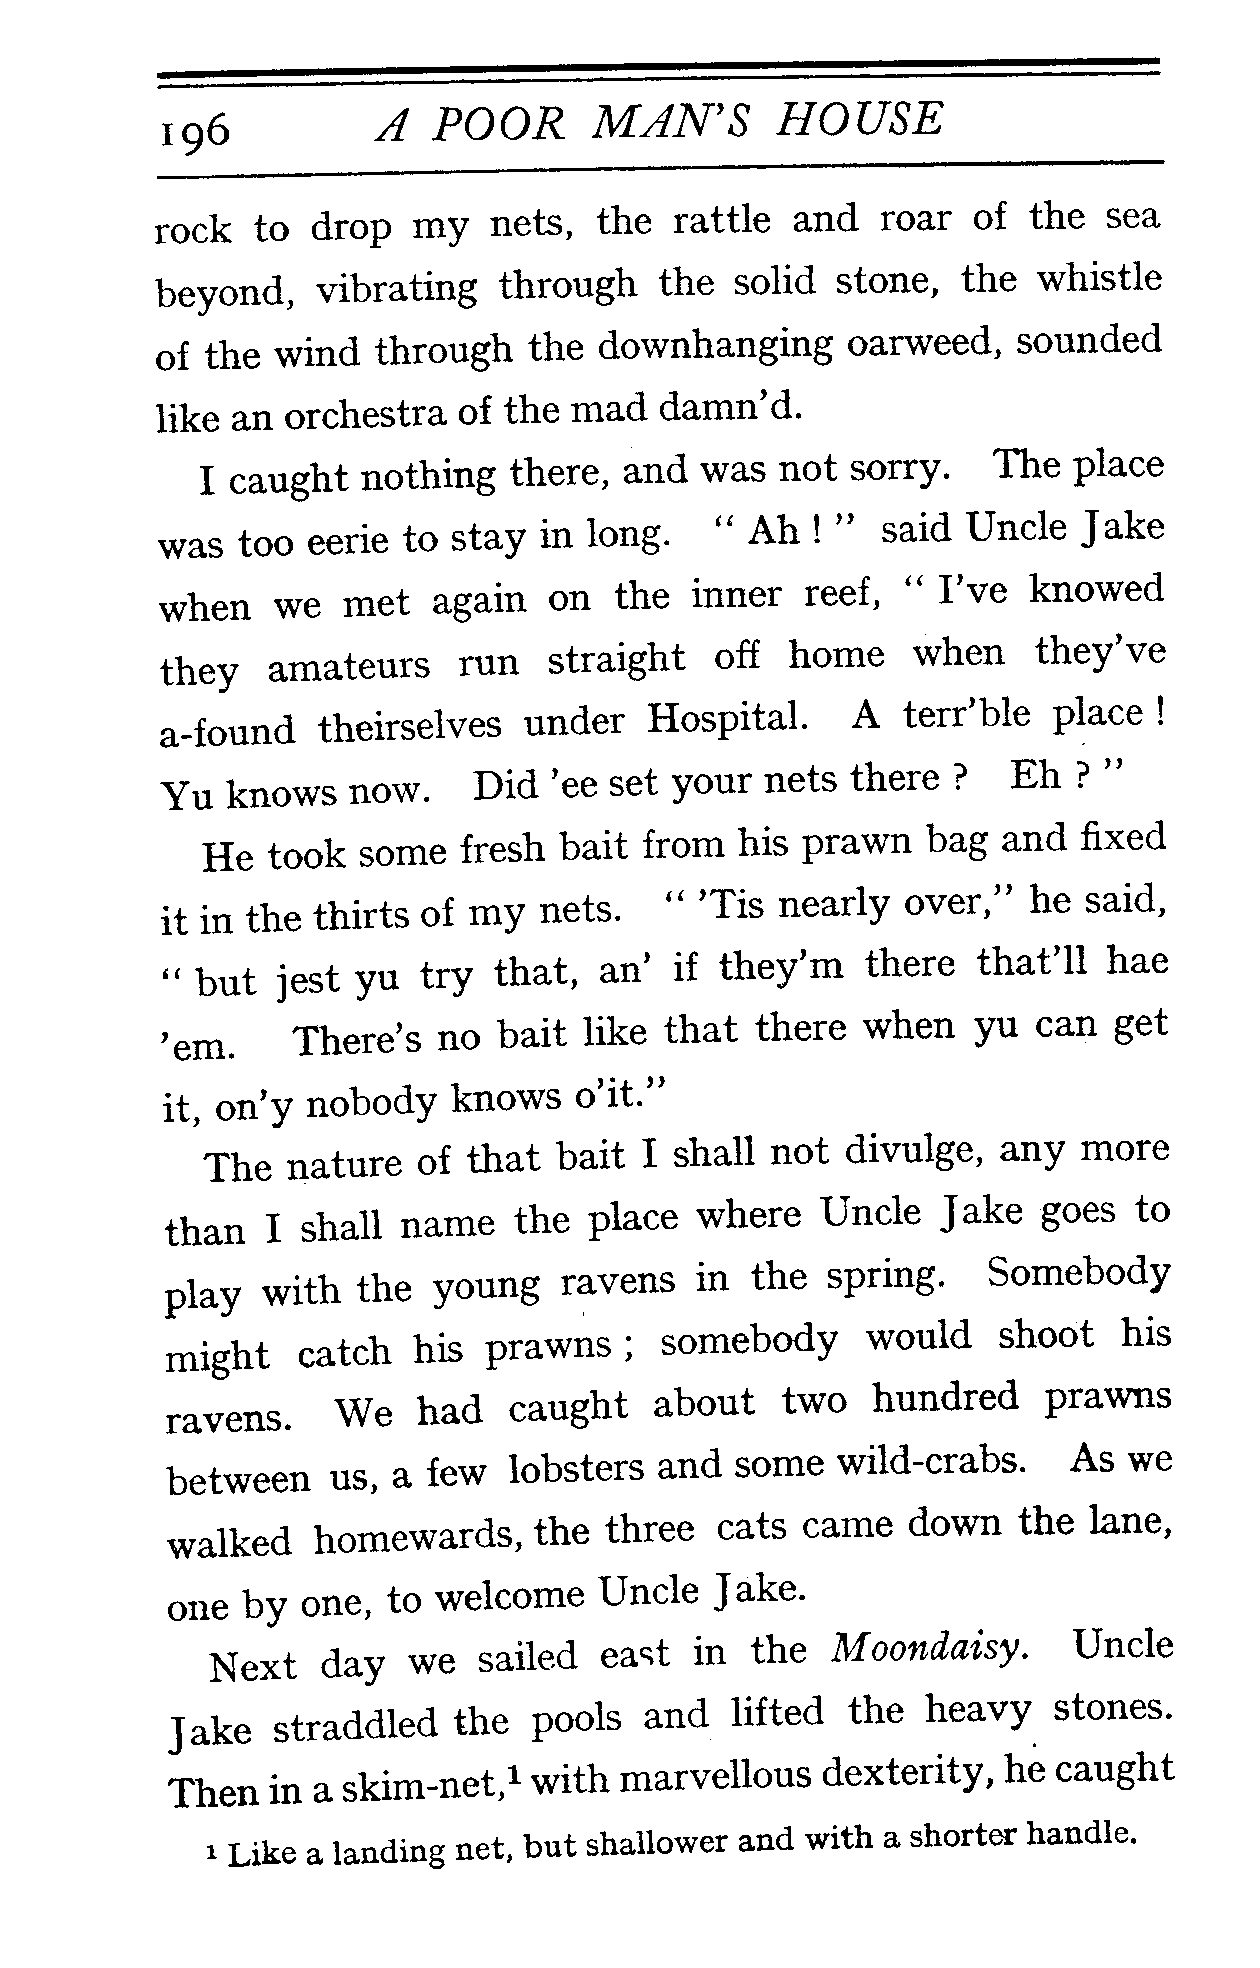 196 A POOR MAN'S HOUSE
rock to drop my nets, the rattle and roar of the sea
beyond, vibrating through the solid stone, the whistle
of the wind through the downhanging oarweed, sounded
like an orchestra of the mad damn'd.
I caught nothing there, and was not sorry. The place
was too eerie to stay in long. " Ah ! " said Uncle Jake
when we met again on the inner reef, " I've knowed
they amateurs run straight off home when they've
a-found theirselves under Hospital. A terr'ble place !
Yu knows now. Did 'ee set your nets there ? Eh ? "
He took some fresh bait from his prawn bag and fixed
it in the thirts of my nets. " 'Tis nearly over," he said,
" but jest yu try that, an' if they'm there that'll hae
'em. There's no bait like that there when yu can get
it, on'y nobody knows o'it."
The nature of that bait I shall not divulge, any more
than I shall name the place where Uncle Jake goes to
play with the young ravens in the spring. Somebody
might catch his prawns ; somebody would shoot his
ravens. We had caught about two hundred prawns
between us, a few lobsters and some wild-crabs. As we
walked homewards, the three cats came down the lane,
one by one, to welcome Uncle Jake.
Next day we sailed east in the Moondaisy. Uncle
Jake straddled the pools and lifted the heavy stones.
Then in a skim-net,¹ with marvellous dexterity, he caught
¹ Like a landing net, but shallower and with a shorter handle.